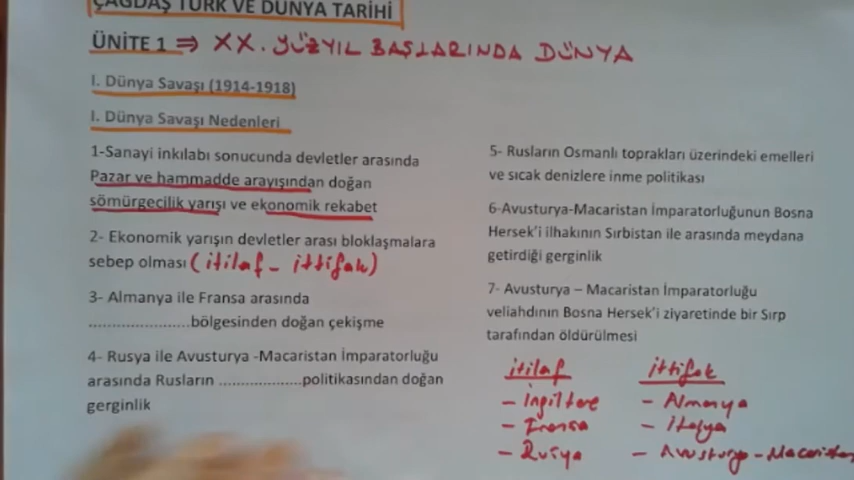 ÇAĞDAŞ TÜRK VE DÜNYA TARİHİ
ÜNİTE 1 ⇒ XX. YÜZYIL BAŞLARINDA DÜNYA
I. Dünya Savaşı (1914-1918)
I. Dünya Savaşı Nedenleri
1-Sanayi inkılabı sonucunda devletler arasında
Pazar ve hammadde arayışından doğan
sömürgecilik yarışı ve ekonomik rekabet
2- Ekonomik yarışın devletler arası bloklaşmalara
sebep olması (itilaf - ittifak)
3- Almanya ile Fransa arasında
......................bölgesinden doğan çekişme
4- Rusya ile Avusturya -Macaristan İmparatorluğu
arasında Rusların ..................politikasından doğan
gerginlik
5- Rusların Osmanlı toprakları üzerindeki emelleri
ve sıcak denizlere inme politikası
6-Avusturya-Macaristan İmparatorluğunun Bosna
Hersek'i ilhakının Sırbistan ile arasında meydana
getirdiği gerginlik
7- Avusturya – Macaristan İmparatorluğu
veliahdının Bosna Hersek'i ziyaretinde bir Sırp
tarafından öldürülmesi
itilaf
- İngiltere
- Fransa
- Rusya
ittifak
- Almanya
- İtalya
- Avusturya-Macaristan